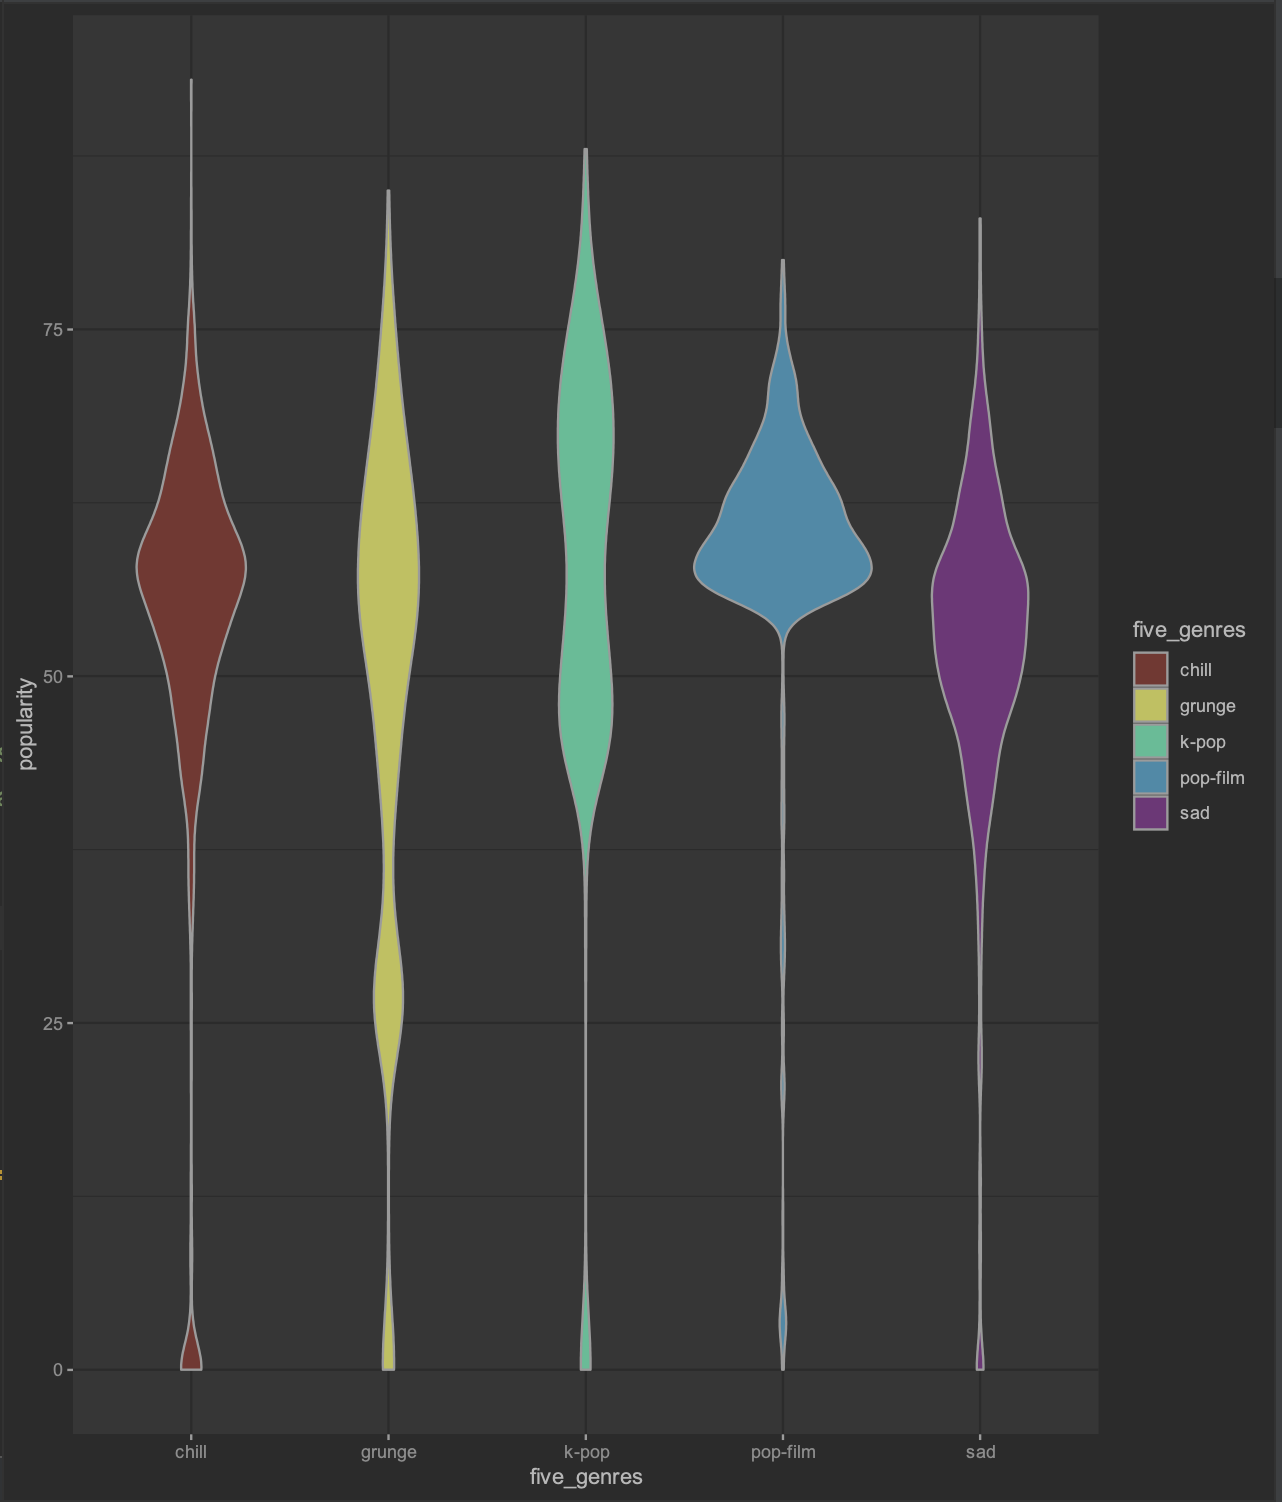 75
50
25
0
popularity
chill
grunge
k-pop
pop-film
sad
five_genres
five_genres
chill
grunge
k-pop
pop-film
sad